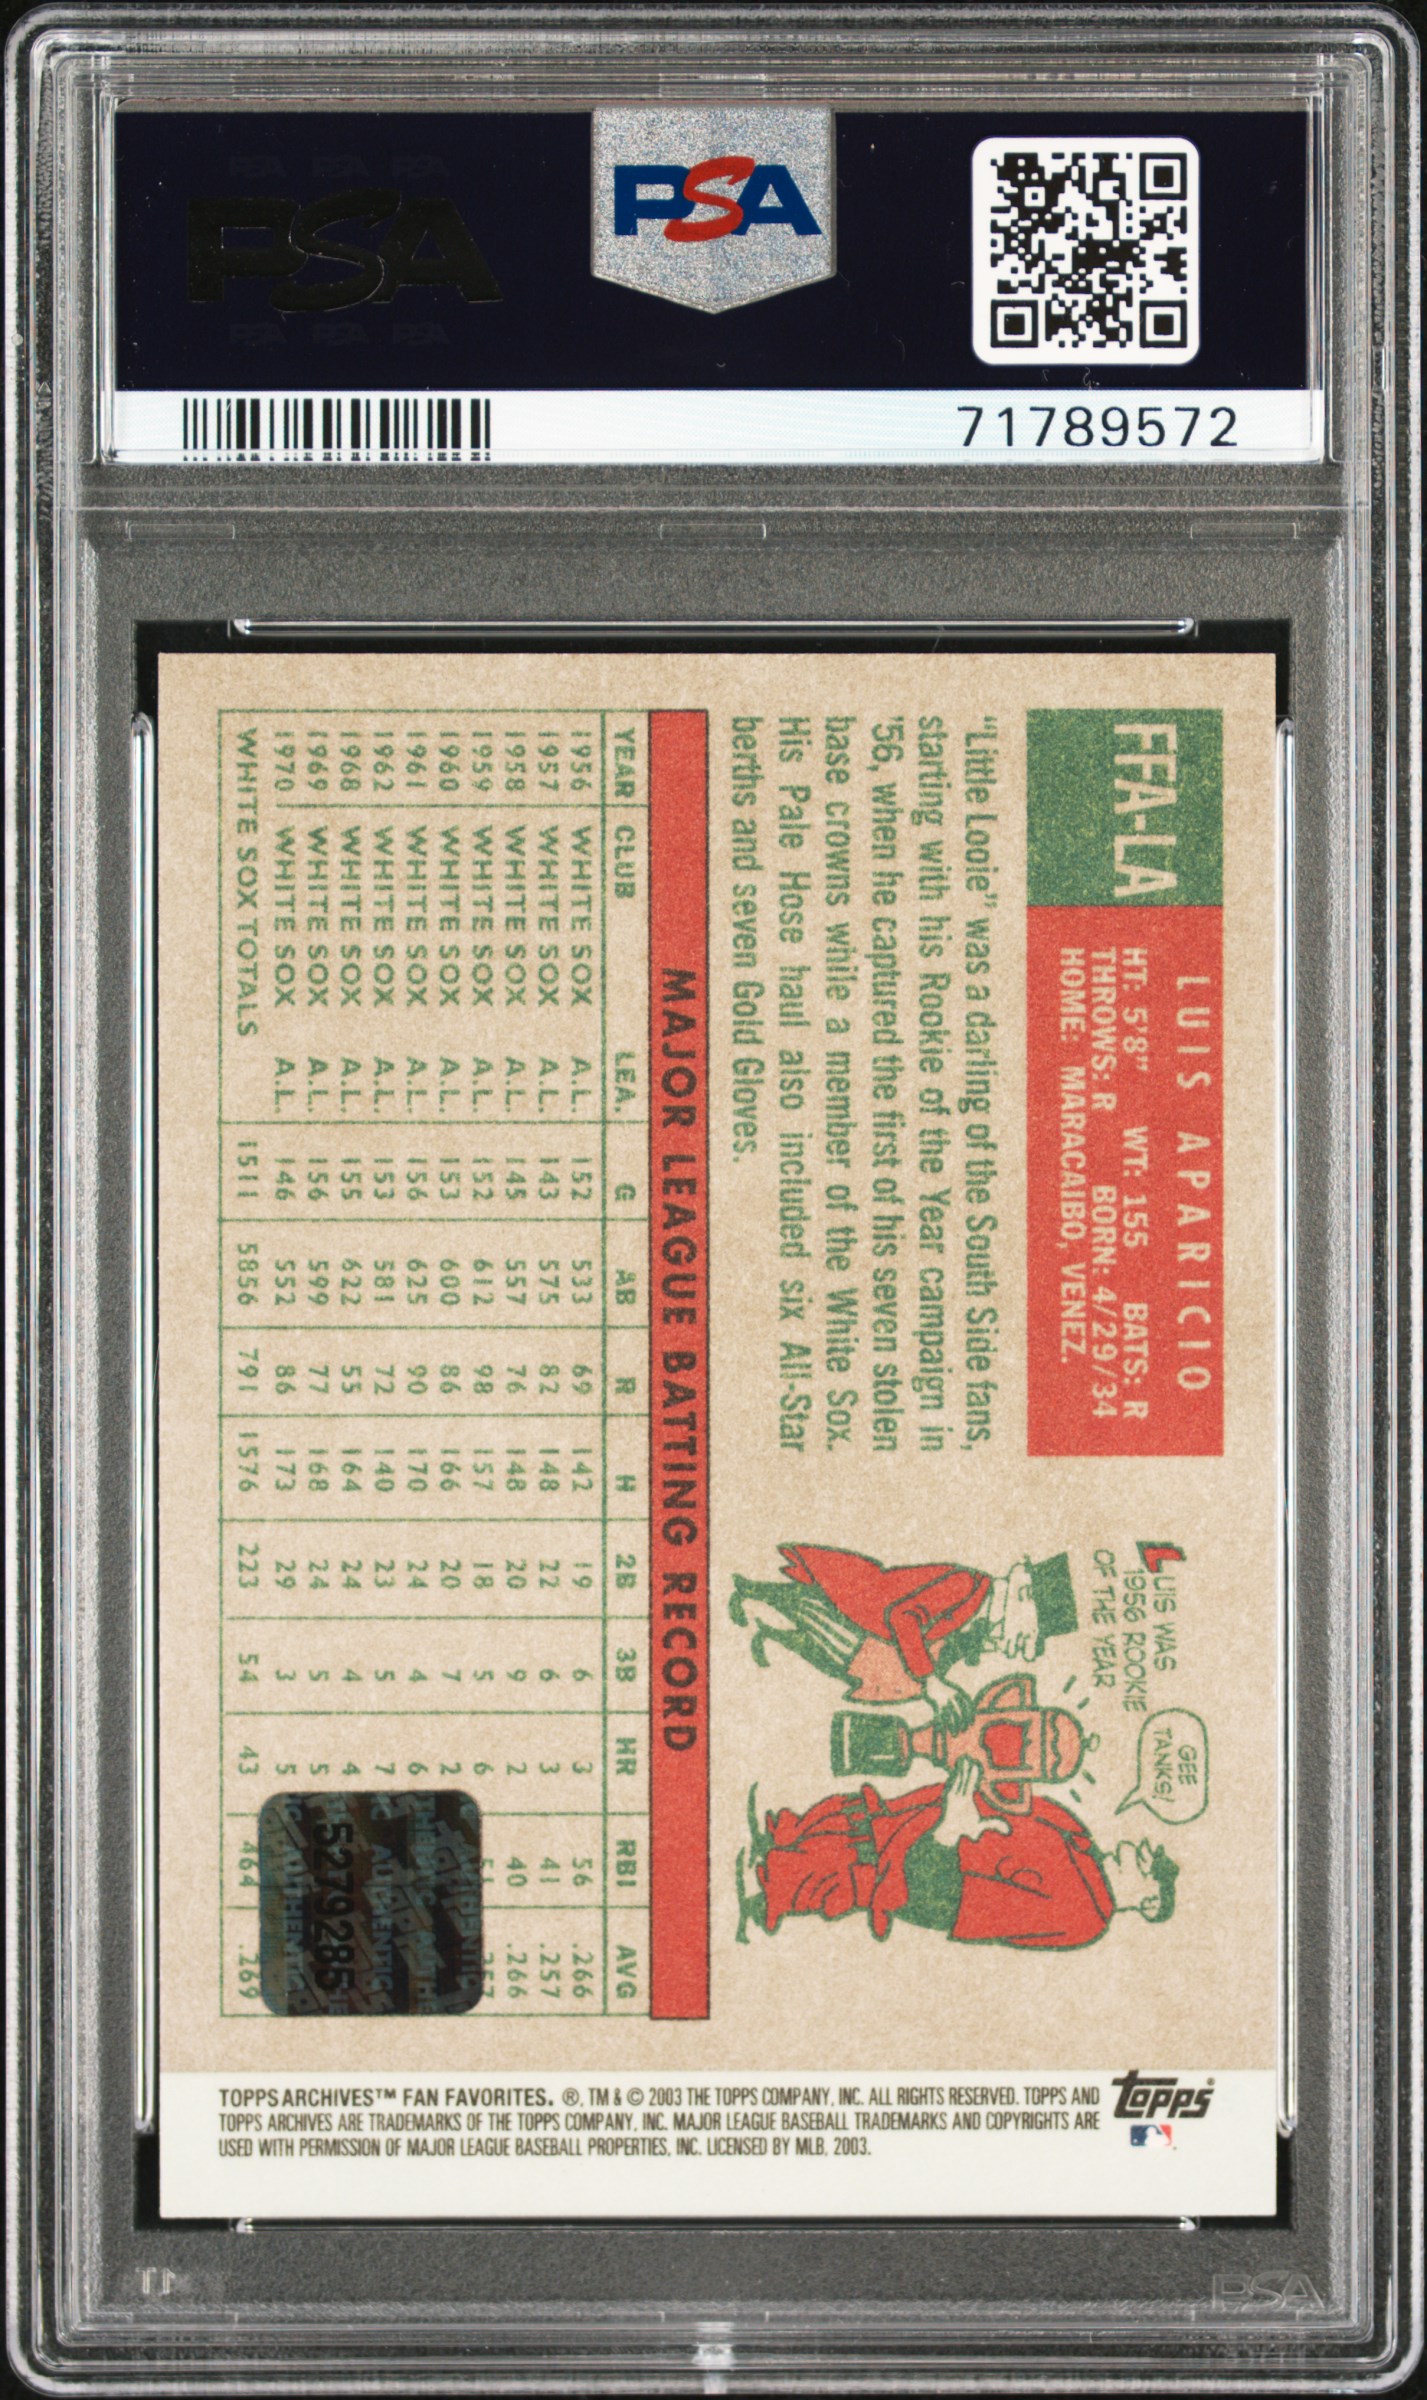 PSA
PSA
71789572
FFA-LA
LUIS APARICIO
HT: 5'8" WT: 155 BATS: R
THROWS: R BORN: 4/29/34
HOME: MARACAIBO, VENEZ.
"Little Looie" was a darling of the South Side fans,
starting with his Rookie of the Year campaign in
'56, when he captured the first of his seven stolen
base crowns while a member of the White Sox.
His Pale Hose haul also included six All-Star
berths and seven Gold Gloves.
LUIS WAS
1956 ROOKIE
OF THE YEAR
GEE
TANKS!
MAJOR LEAGUE BATTING RECORD
YEAR CLUB LEA. G AB R H 2B 3B HR RBI AVG
1956 WHITE SOX A.L. 152 533 69 142 19 6 3 56 .266
1957 WHITE SOX A.L. 143 575 82 148 22 6 3 41 .257
1958 WHITE SOX A.L. 145 557 76 148 20 9 2 40 .266
1959 WHITE SOX A.L. 152 612 98 157 18 5 6
1960 WHITE SOX A.L. 153 600 86 166 20 7 2
1961 WHITE SOX A.L. 156 625 90 170 24 4 6
1962 WHITE SOX A.L. 153 581 72 140 23 5 7
1968 WHITE SOX A.L. 155 622 55 164 24 4 4
1969 WHITE SOX A.L. 156 599 77 168 24 5 5
1970 WHITE SOX A.L. 146 552 86 173 29 3 5
WHITE SOX TOTALS 1511 5856 791 1576 223 54 43 464 .269
5279285
TOPPS ARCHIVES™ FAN FAVORITES. ®, TM & © 2003 THE TOPPS COMPANY, INC. ALL RIGHTS RESERVED. TOPPS AND
TOPPS ARCHIVES ARE TRADEMARKS OF THE TOPPS COMPANY, INC. MAJOR LEAGUE BASEBALL TRADEMARKS AND COPYRIGHTS ARE
USED WITH PERMISSION OF MAJOR LEAGUE BASEBALL PROPERTIES, INC. LICENSED BY MLB, 2003.
topps
PSA